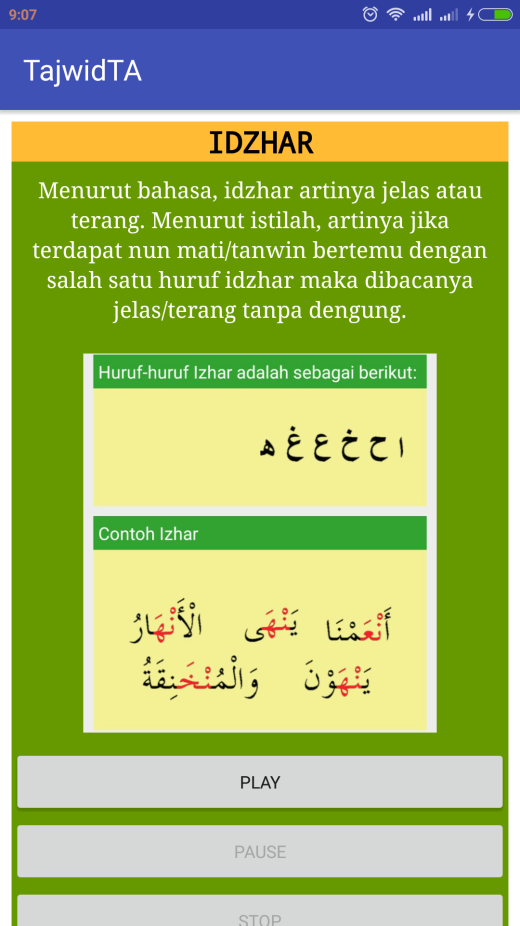 9:07
TajwidTA
IDZHAR
Menurut bahasa, idzhar artinya jelas atau
terang. Menurut istilah, artinya jika
terdapat nun mati/tanwin bertemu dengan
salah satu huruf idzhar maka dibacanya
jelas/terang tanpa dengung.
Huruf-huruf Izhar adalah sebagai berikut:
ا ح خ ع غ ه
Contoh Izhar
أَنْعَمْنَا يَنْهَى الْأَنْهَارُ
يَنْهَوْنَ وَالْمُنْخَنِقَةُ
PLAY
PAUSE
STOP